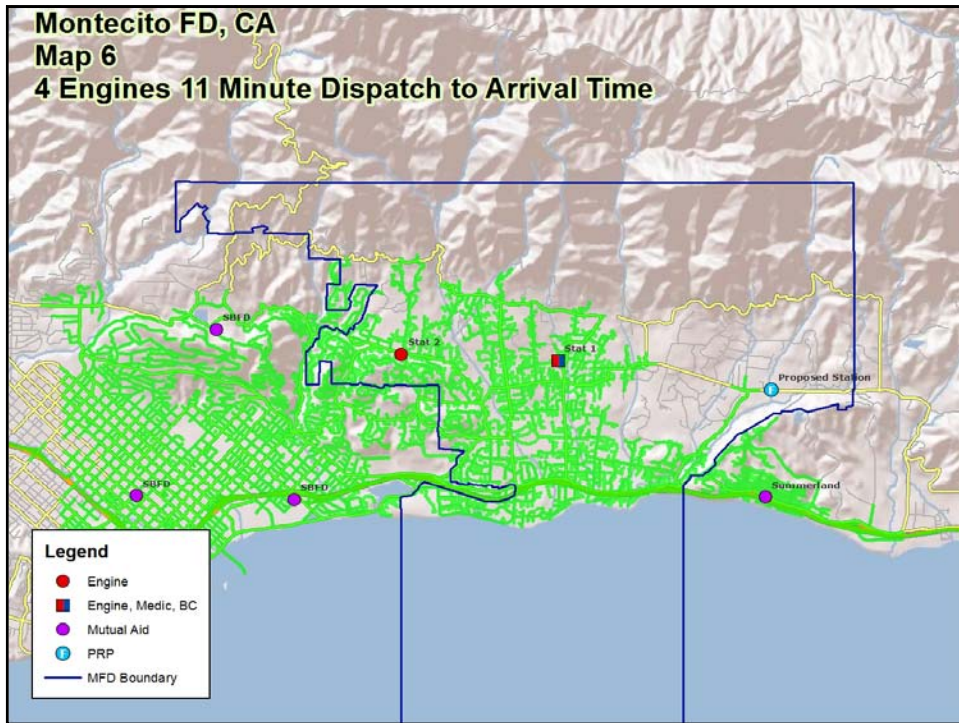 Montecito FD, CA
Map 6
4 Engines 11 Minute Dispatch to Arrival Time
SBFD
Stat 2
Stat 1
Proposed Station
F
SBFD
SBFD
Summerland
Legend
Engine
Engine, Medic, BC
Mutual Aid
F
PRP
MFD Boundary